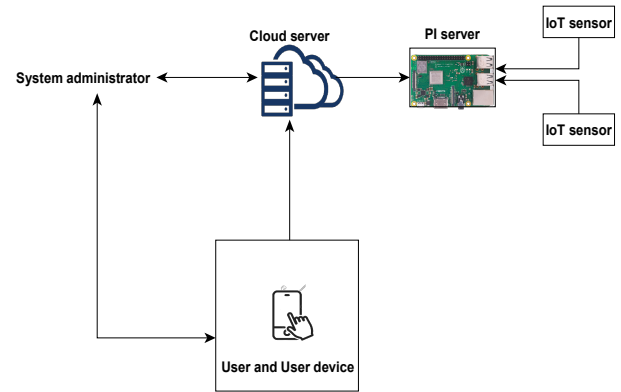 IoT sensor
Cloud server
PI server
System administrator
IoT sensor
User and User device